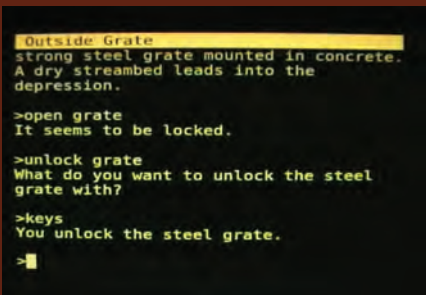 Outside Grate
strong steel grate mounted in concrete.
A dry streambed leads into the
depression.
>open grate
It seems to be locked.
>unlock grate
What do you want to unlock the steel
grate with?
>keys
You unlock the steel grate.
>